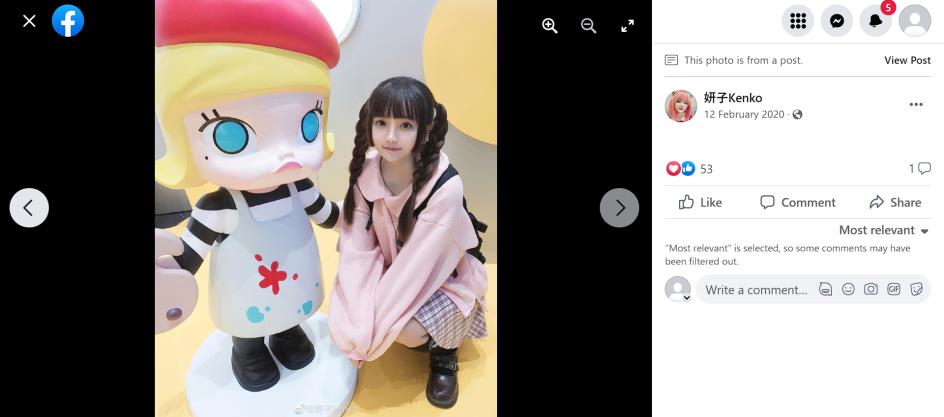 5
This photo is from a post.
View Post
妍子Kenko
12 February 2020
53
1
Like
Comment
Share
Most relevant
"Most relevant" is selected, so some comments may have
been filtered out.
Write a comment...
GIF